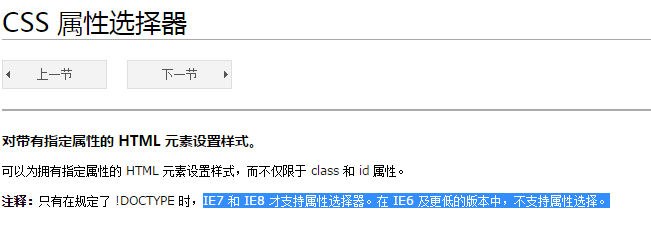 CSS 属性选择器
上一节 下一节
对带有指定属性的 HTML 元素设置样式。
可以为拥有指定属性的 HTML 元素设置样式，而不仅限于 class 和 id 属性。
注释：只有在规定了 !DOCTYPE 时，IE7 和 IE8 才支持属性选择器。在 IE6 及更低的版本中，不支持属性选择。